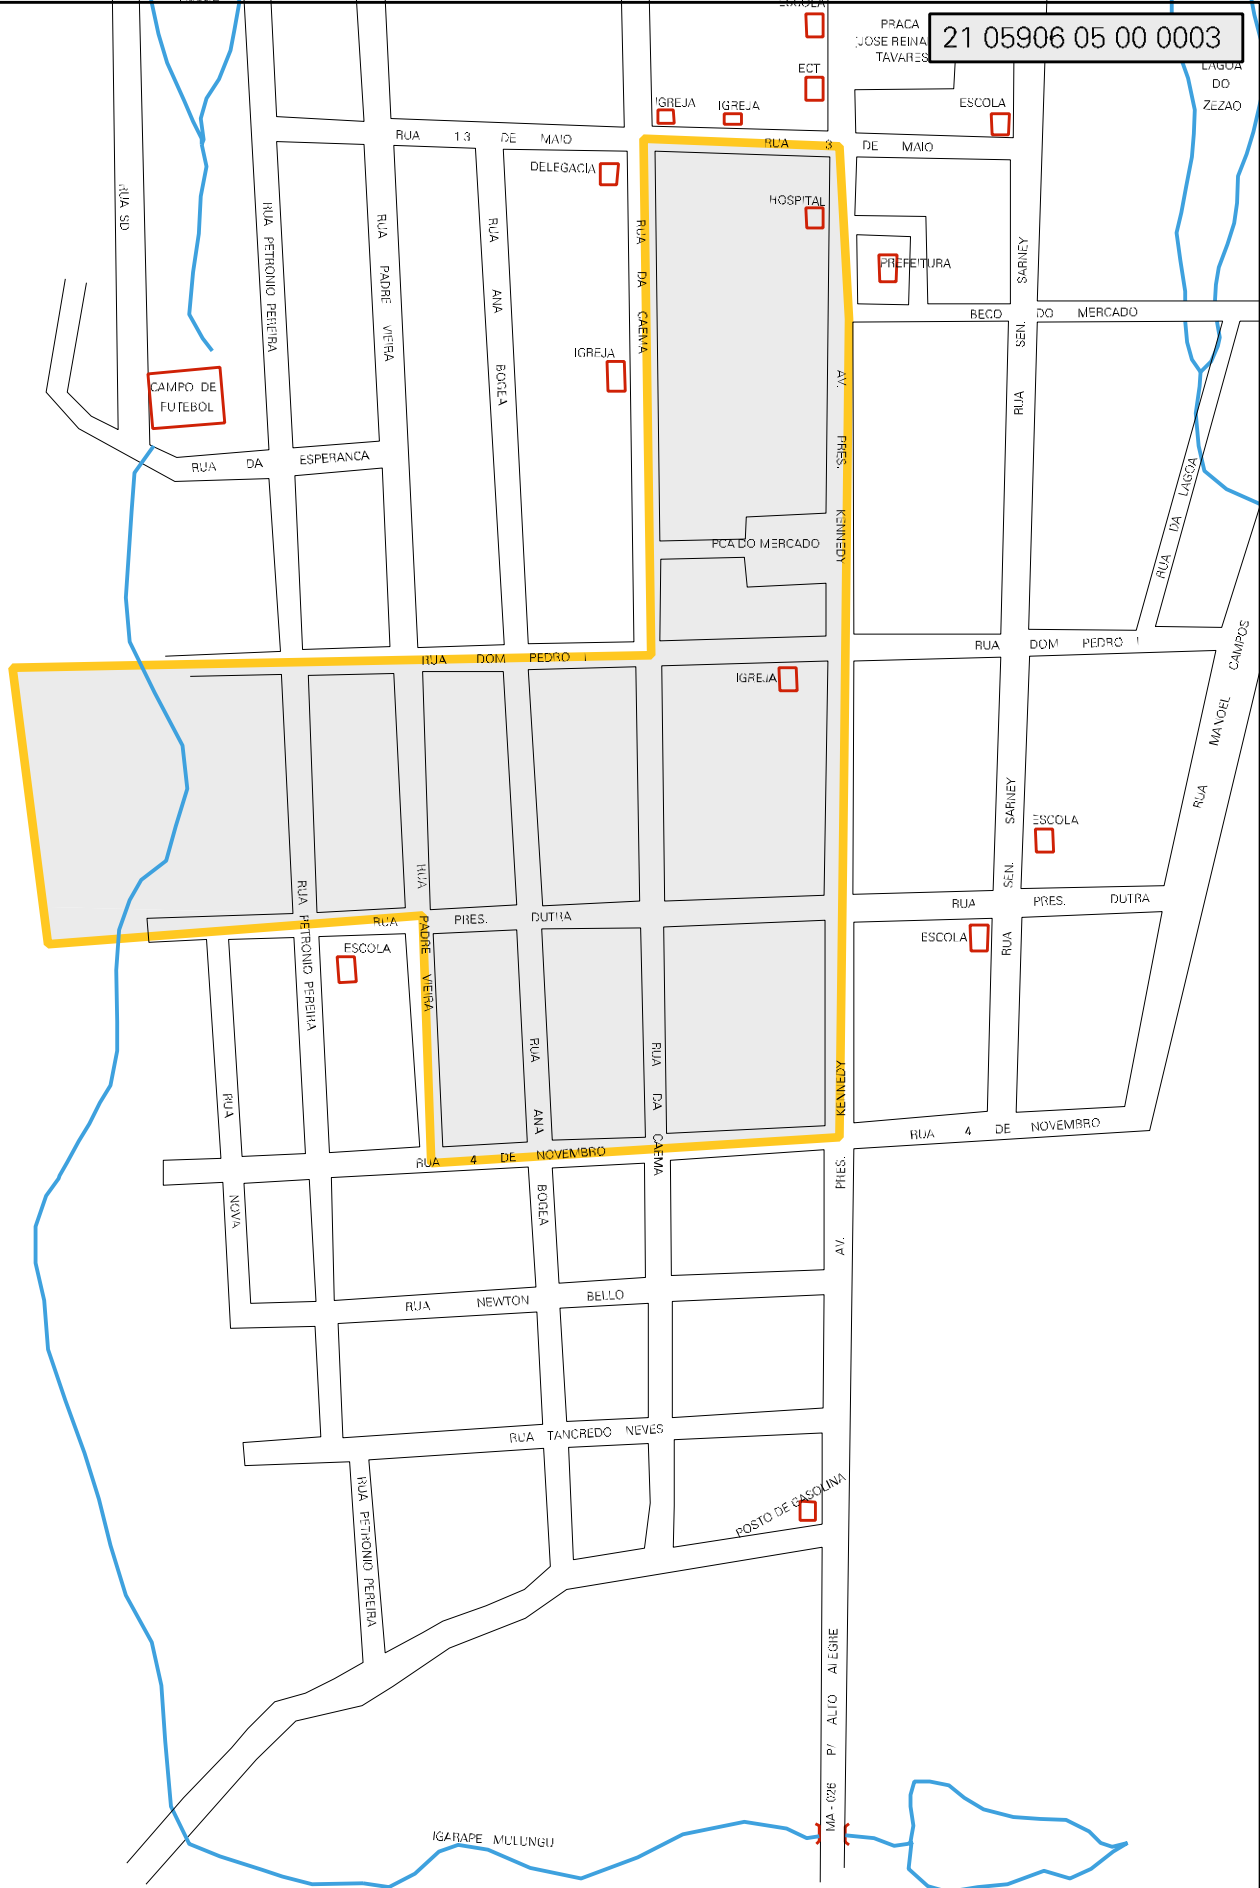 ESCOLA
PRACA
21 05906 05 00 0003
TAVARES
ECT
LAGOA
DO
ZEZAO
IGREJA
IGREJA
ESCOLA
RUA 13 DE MAIO
RUA 3 DE MAIO
DELEGACIA
HOSPITAL
RUA SD
RUA PETRONIO PEREIRA
RUA PADRE VIEIRA
RUA ANA BOGEA
RUA DA CAEMA
PREFEITURA
RUA SEN. SARNEY
BECO DO MERCADO
IGREJA
CAMPO DE
FUTEBOL
AV. PRES. KENNEDY
RUA DA ESPERANCA
RUA DA LAGOA
PCA DO MERCADO
RUA DOM PEDRO I
RUA DOM PEDRO I
RUA MANOEL CAMPOS
IGREJA
ESCOLA
RUA SEN. SARNEY
RUA PADRE VIEIRA
RUA PETRONIO PEREIRA
RUA PRES. DUTRA
RUA PRES. DUTRA
ESCOLA
ESCOLA
RUA ANA BOGEA
RUA DA CAEMA
AV. PRES. KENNEDY
RUA NOVA
RUA 4 DE NOVEMBRO
RUA 4 DE NOVEMBRO
RUA NEWTON BELLO
RUA TANCREDO NEVES
RUA PETRONIO PEREIRA
POSTO DE GASOLINA
MA - 026 P/ ALTO ALEGRE
IGARAPE MULUNGU